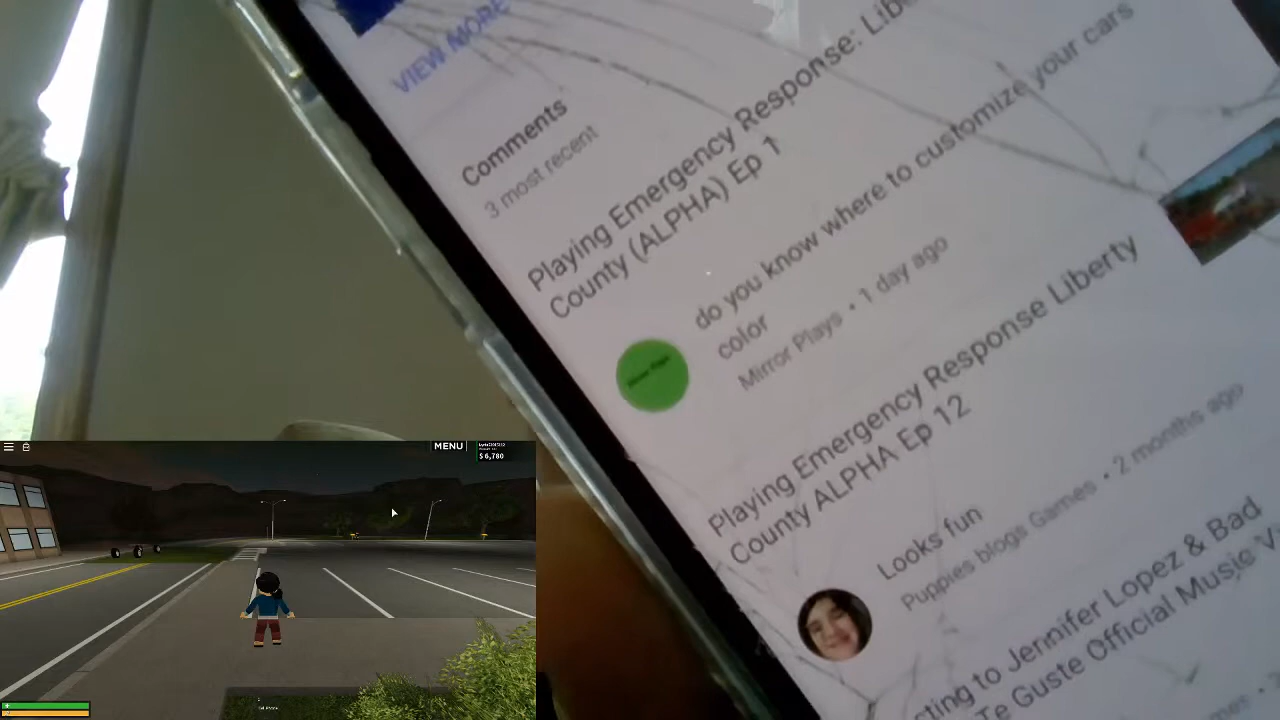 VIEW MORE
Comments
3 most recent
Playing Emergency Response: Lib
County (ALPHA) Ep 1
do you know where to customize your cars
color
Mirror Plays • 1 day ago
Playing Emergency Response Liberty
County ALPHA Ep 12
Looks fun
Puppies blogs Games • 2 months ago
cting to Jennifer Lopez & Bad
Te Guste Official Music
MENU
$ 6,780